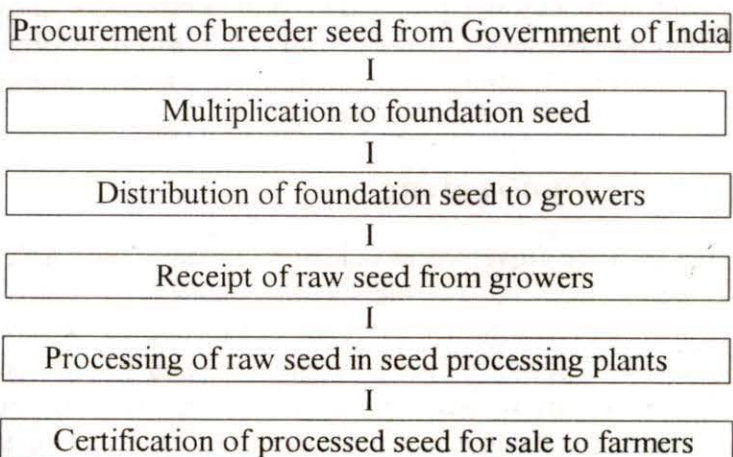 Procurement of breeder seed from Government of India
I
Multiplication to foundation seed
I
Distribution of foundation seed to growers
I
Receipt of raw seed from growers
I
Processing of raw seed in seed processing plants
I
Certification of processed seed for sale to farmers